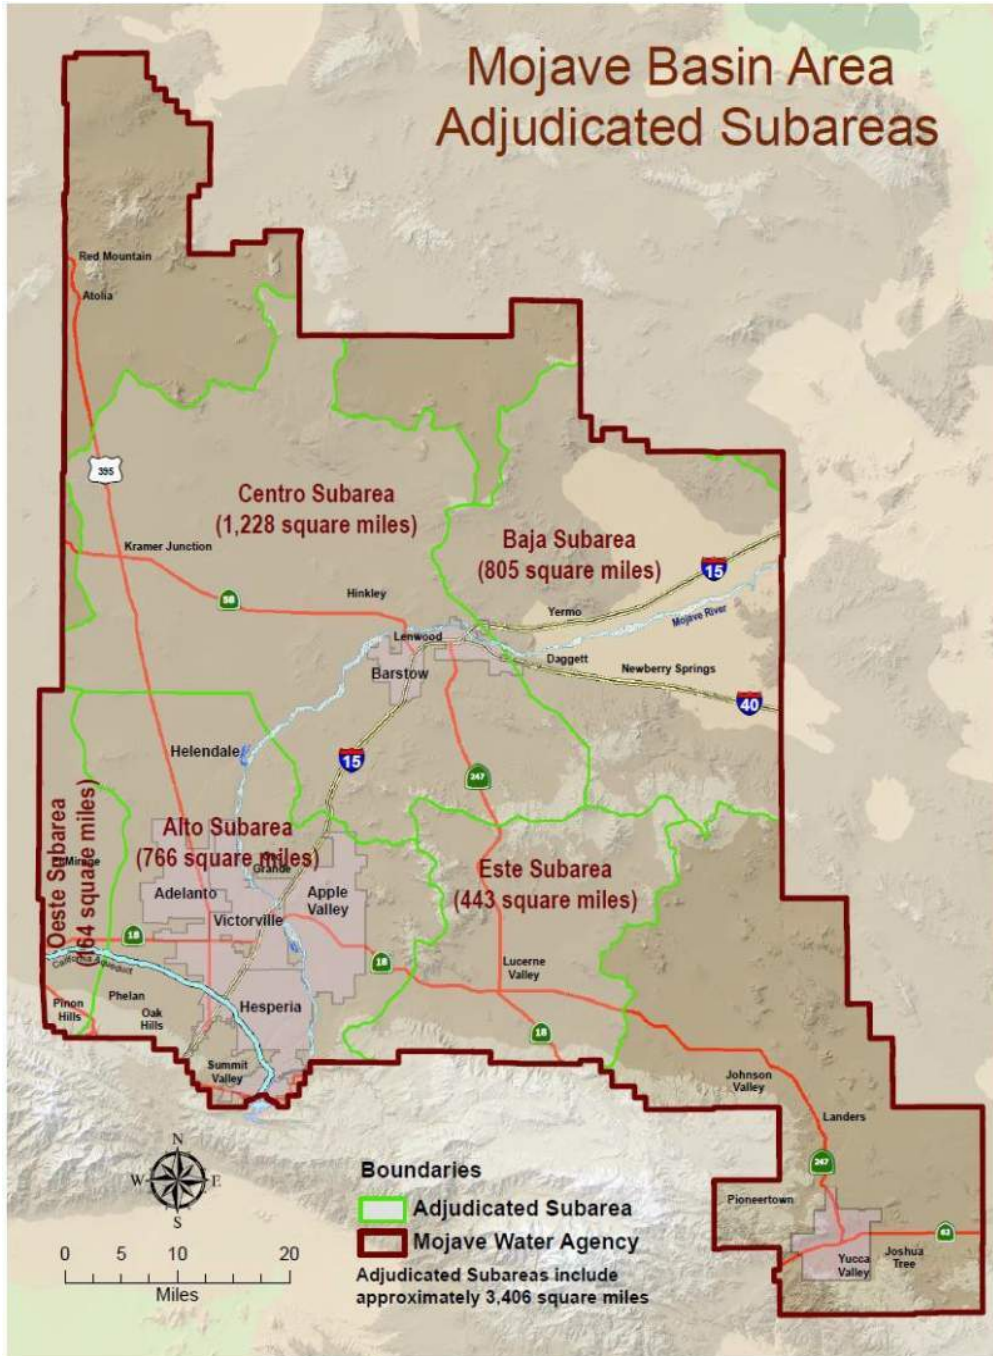 Mojave Basin Area
Adjudicated Subareas
Red Mountain
Atolia
395
Centro Subarea
(1,228 square miles)
Kramer Junction
Baja Subarea
(805 square miles)
15
58
Hinkley
Yermo
Mojave River
Lenwood
Daggett
Barstow
Newberry Springs
40
Helendale
15
247
Oeste Subarea
(164 square miles)
Alto Subarea
(766 square miles)
Grande
Este Subarea
(443 square miles)
Adelanto
Apple
Valley
Victorville
18
California Aqueduct
18
Lucerne
Valley
Phelan
Pinon
Hills
Oak
Hills
Hesperia
18
Summit
Valley
Johnson
Valley
Landers
247
Pioneertown
62
Yucca
Valley
Joshua
Tree
N
W
E
S
Boundaries
Adjudicated Subarea
Mojave Water Agency
Adjudicated Subareas include
approximately 3,406 square miles
0 5 10 20
Miles